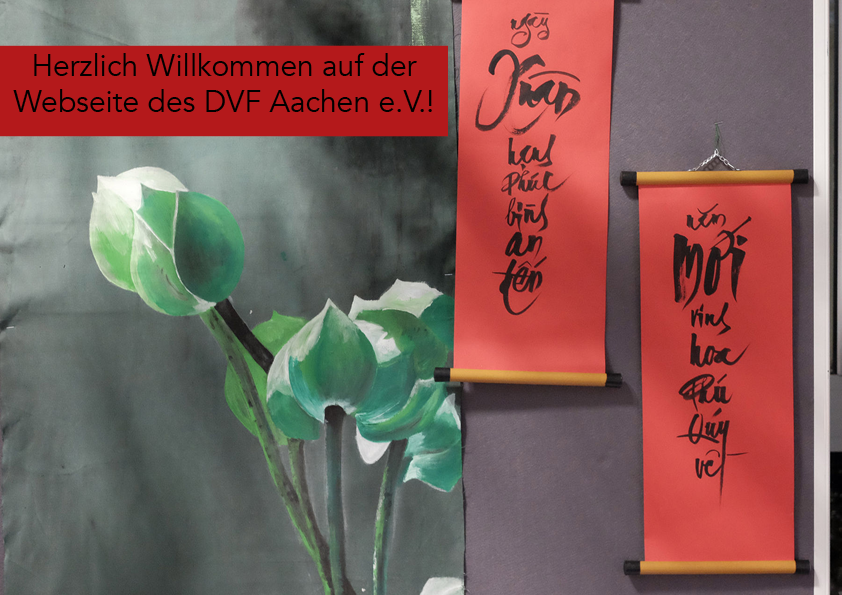 Herzlich Willkommen auf der
Webseite des DVF Aachen e.V.!
ngày
Xuân
hạnh
Phúc
bình
an
đến
năm
Mới
vinh
hoa
Phú
Quý
về